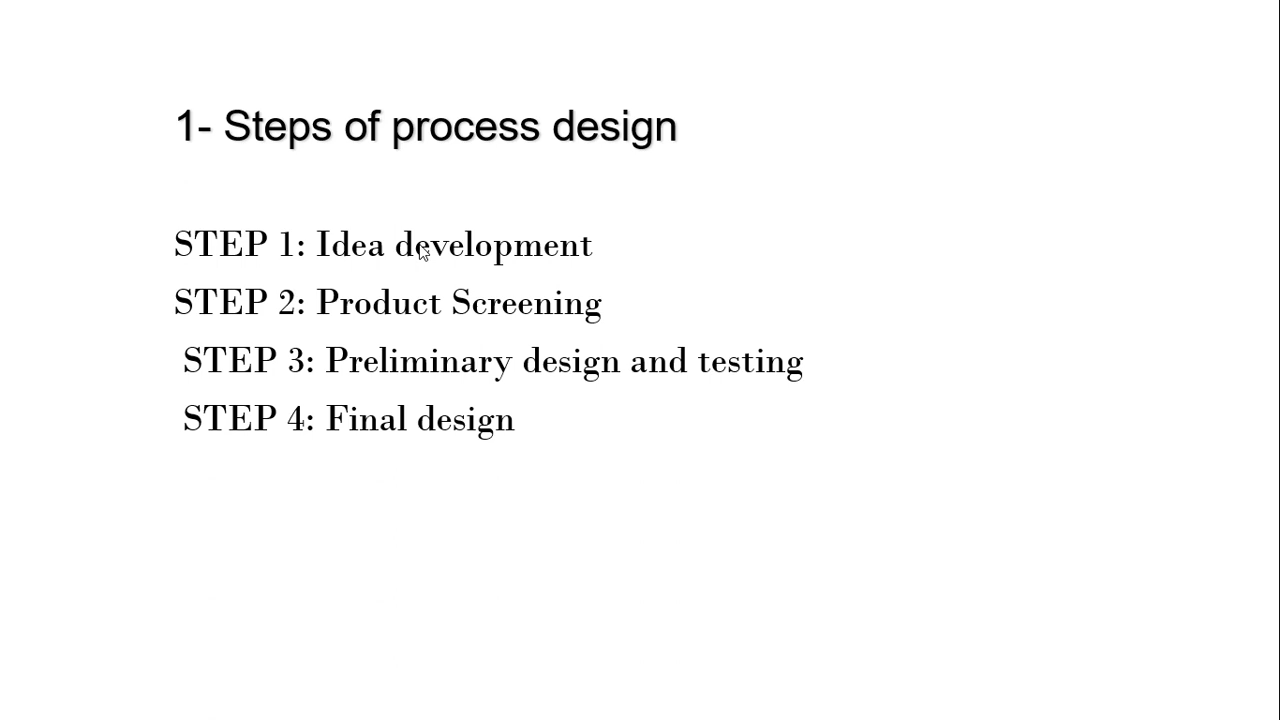 1- Steps of process design
STEP 1: Idea development
STEP 2: Product Screening
STEP 3: Preliminary design and testing
STEP 4: Final design